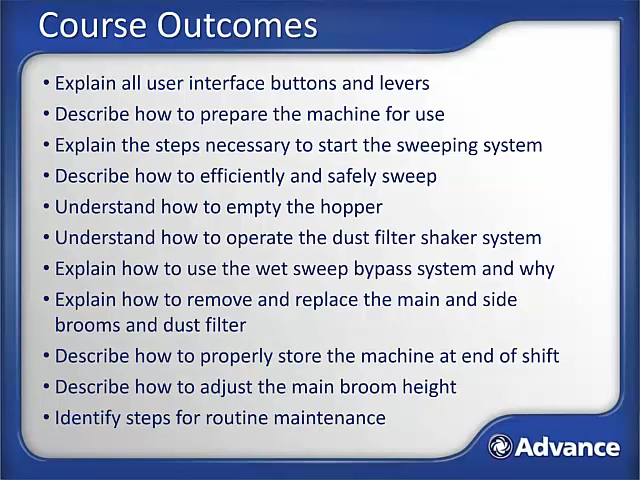 Course Outcomes
• Explain all user interface buttons and levers
• Describe how to prepare the machine for use
• Explain the steps necessary to start the sweeping system
• Describe how to efficiently and safely sweep
• Understand how to empty the hopper
• Understand how to operate the dust filter shaker system
• Explain how to use the wet sweep bypass system and why
• Explain how to remove and replace the main and side
brooms and dust filter
• Describe how to properly store the machine at end of shift
• Describe how to adjust the main broom height
• Identify steps for routine maintenance
Advance